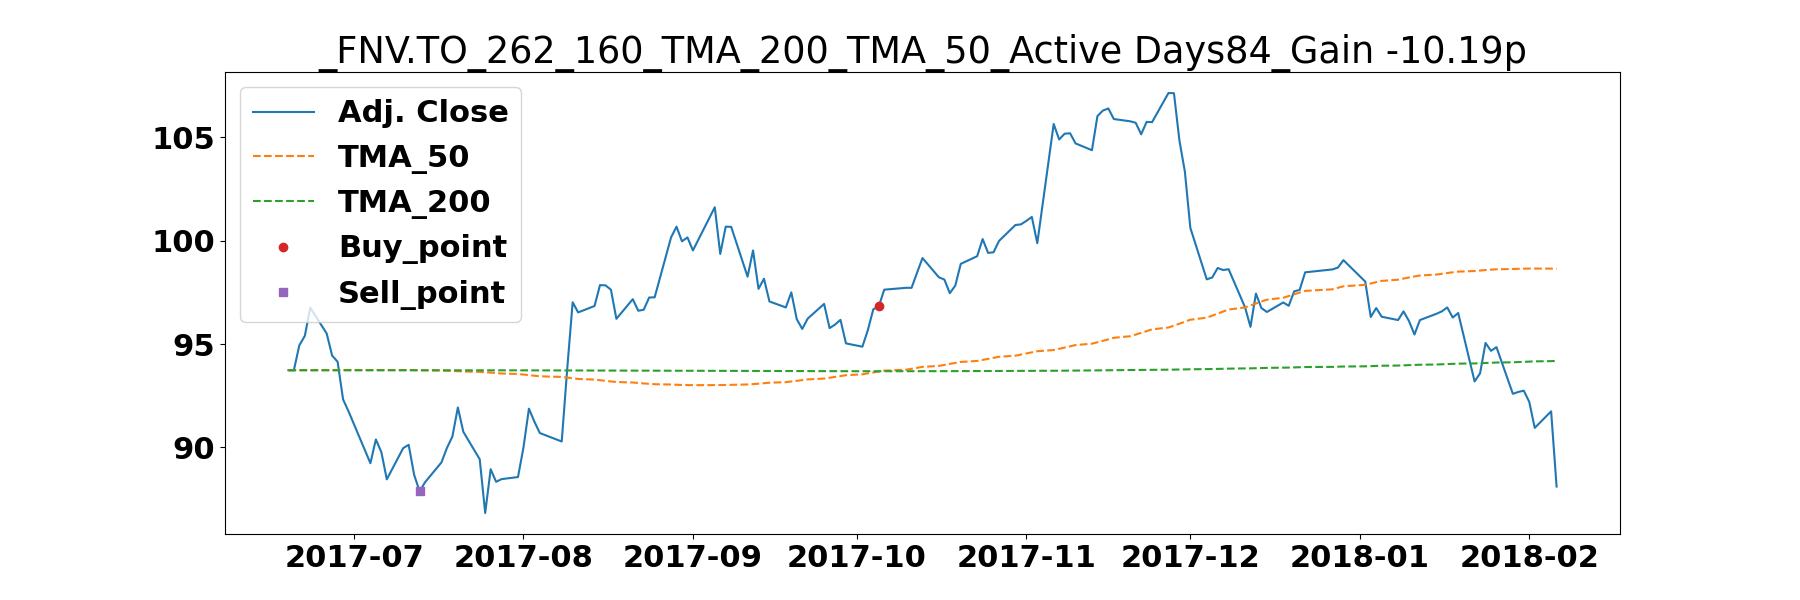 _FNV.TO_262_160_TMA_200_TMA_50_Active Days84_Gain -10.19p
Adj. Close
TMA_50
TMA_200
Buy_point
Sell_point
105
100
95
90
2017-07 2017-08 2017-09 2017-10 2017-11 2017-12 2018-01 2018-02